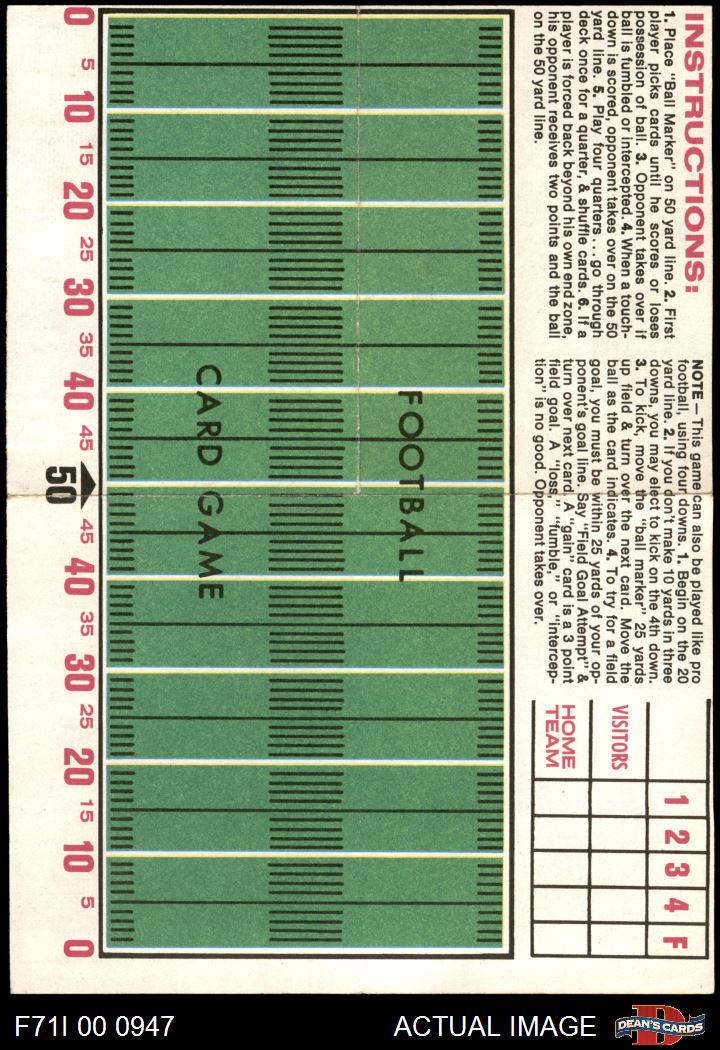 INSTRUCTIONS:
1. Place "Ball Marker" on 50 yard line. 2. First
player picks cards until he scores or loses
possession of ball. 3. Opponent takes over if
ball is fumbled or intercepted. 4. When a touch-
down is scored, opponent takes over on the 50
yard line. 5. Play four quarters... go through
deck once for a quarter, & shuffle cards. 6. If a
player is forced back beyond his own end zone,
his opponent receives two points and the ball
on the 50 yard line.
NOTE — This game can also be played like pro
football, using four downs. 1. Begin on the 20
yard line. 2. If you don't make 10 yards in three
downs, you may elect to kick on the 4th down.
3. To kick, move the "ball marker" 25 yards
up field & turn over the next card. Move the
ball as the card indicates. 4. To try for a field
goal, you must be within 25 yards of your op-
ponent's goal line. Say "Field Goal Attempt" &
turn over next card. A "gain" card is a 3 point
field goal. A "loss," "fumble," or "intercep-
tion" is no good. Opponent takes over.
1 2 3 4 F
VISITORS
HOME
TEAM
FOOTBALL
CARD GAME
0 5 10 15 20 25 30 35 40 45 50 45 40 35 30 25 20 15 10 5 0
F71I 00 0947
ACTUAL IMAGE
D
DEAN'S CARDS